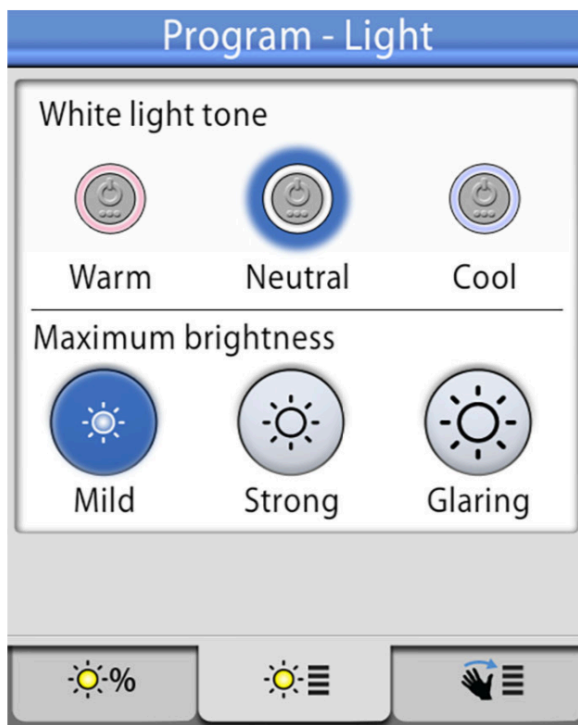 Program - Light
White light tone
Warm Neutral Cool
Maximum brightness
Mild Strong Glaring
%